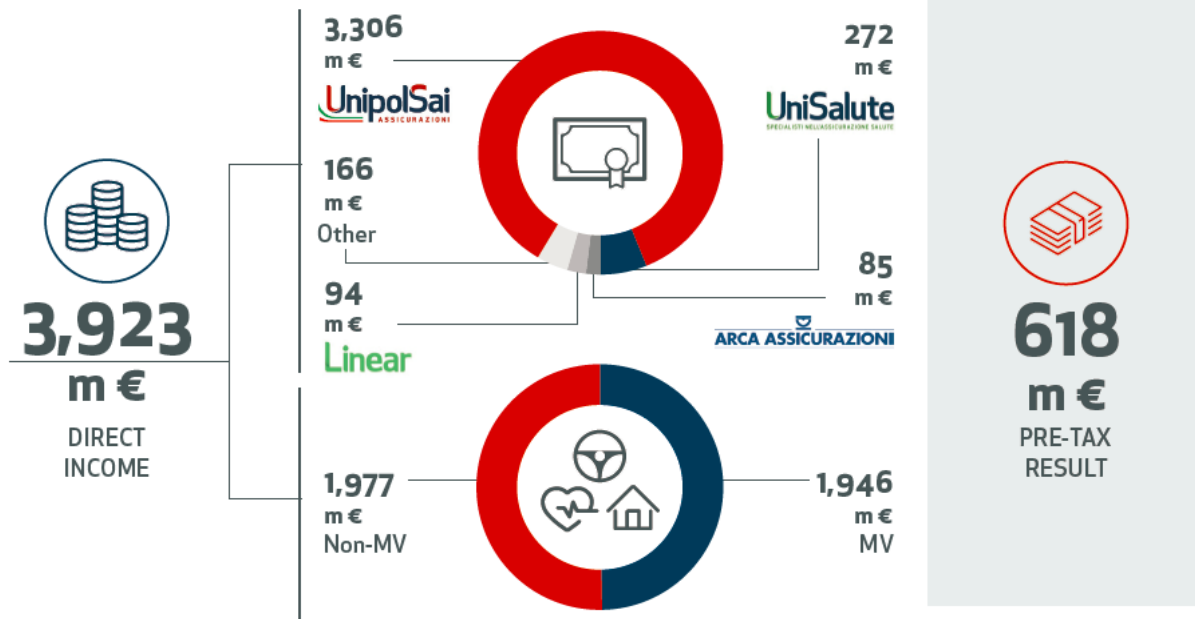 3,923
m €
DIRECT
INCOME
3,306
m €
UnipolSai
ASSICURAZIONI
166
m €
Other
94
m €
Linear
272
m €
UniSalute
SPECIALISTI NELL'ASSICURAZIONE SALUTE
85
m €
ARCA ASSICURAZIONI
1,977
m €
Non-MV
1,946
m €
MV
618
m €
PRE-TAX
RESULT